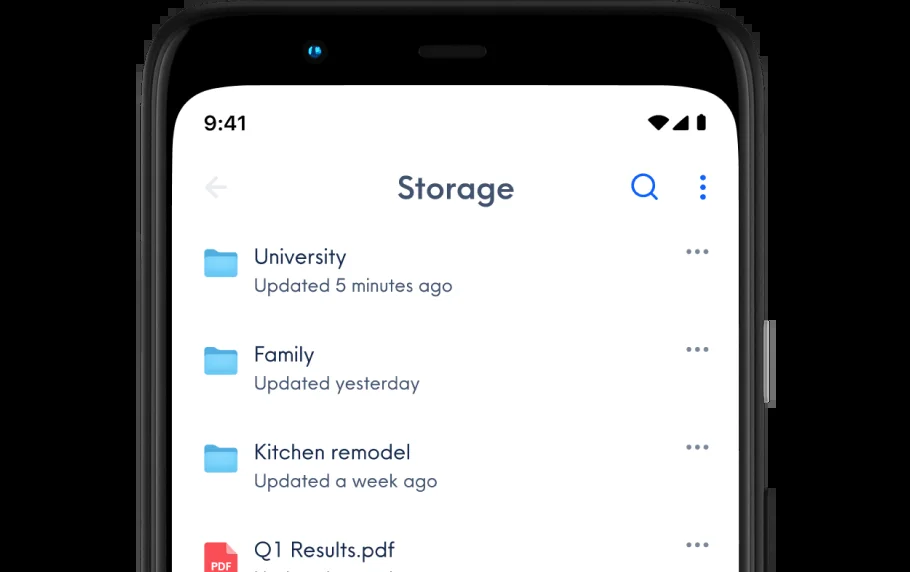 9:41
Storage
University
Updated 5 minutes ago
Family
Updated yesterday
Kitchen remodel
Updated a week ago
Q1 Results.pdf
PDF